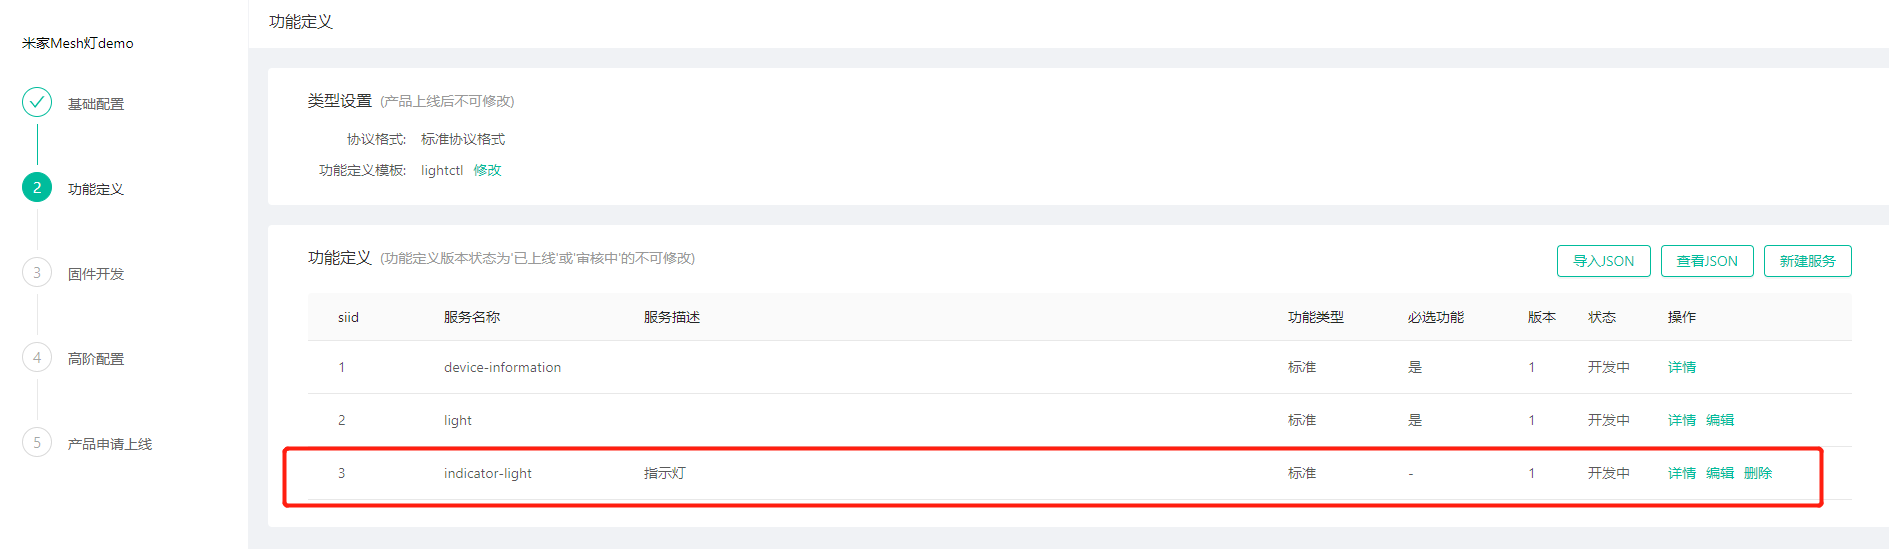 功能定义
米家Mesh灯demo
基础配置
2 功能定义
3 固件开发
4 高阶配置
5 产品申请上线
类型设置 (产品上线后不可修改)
协议格式: 标准协议格式
功能定义模板: lightctl 修改
功能定义 (功能定义版本状态为'已上线'或'审核中'的不可修改)
导入JSON 查看JSON 新建服务
siid 服务名称 服务描述 功能类型 必选功能 版本 状态 操作
1 device-information 标准 是 1 开发中 详情
2 light 标准 是 1 开发中 详情 编辑
3 indicator-light 指示灯 标准 - 1 开发中 详情 编辑 删除